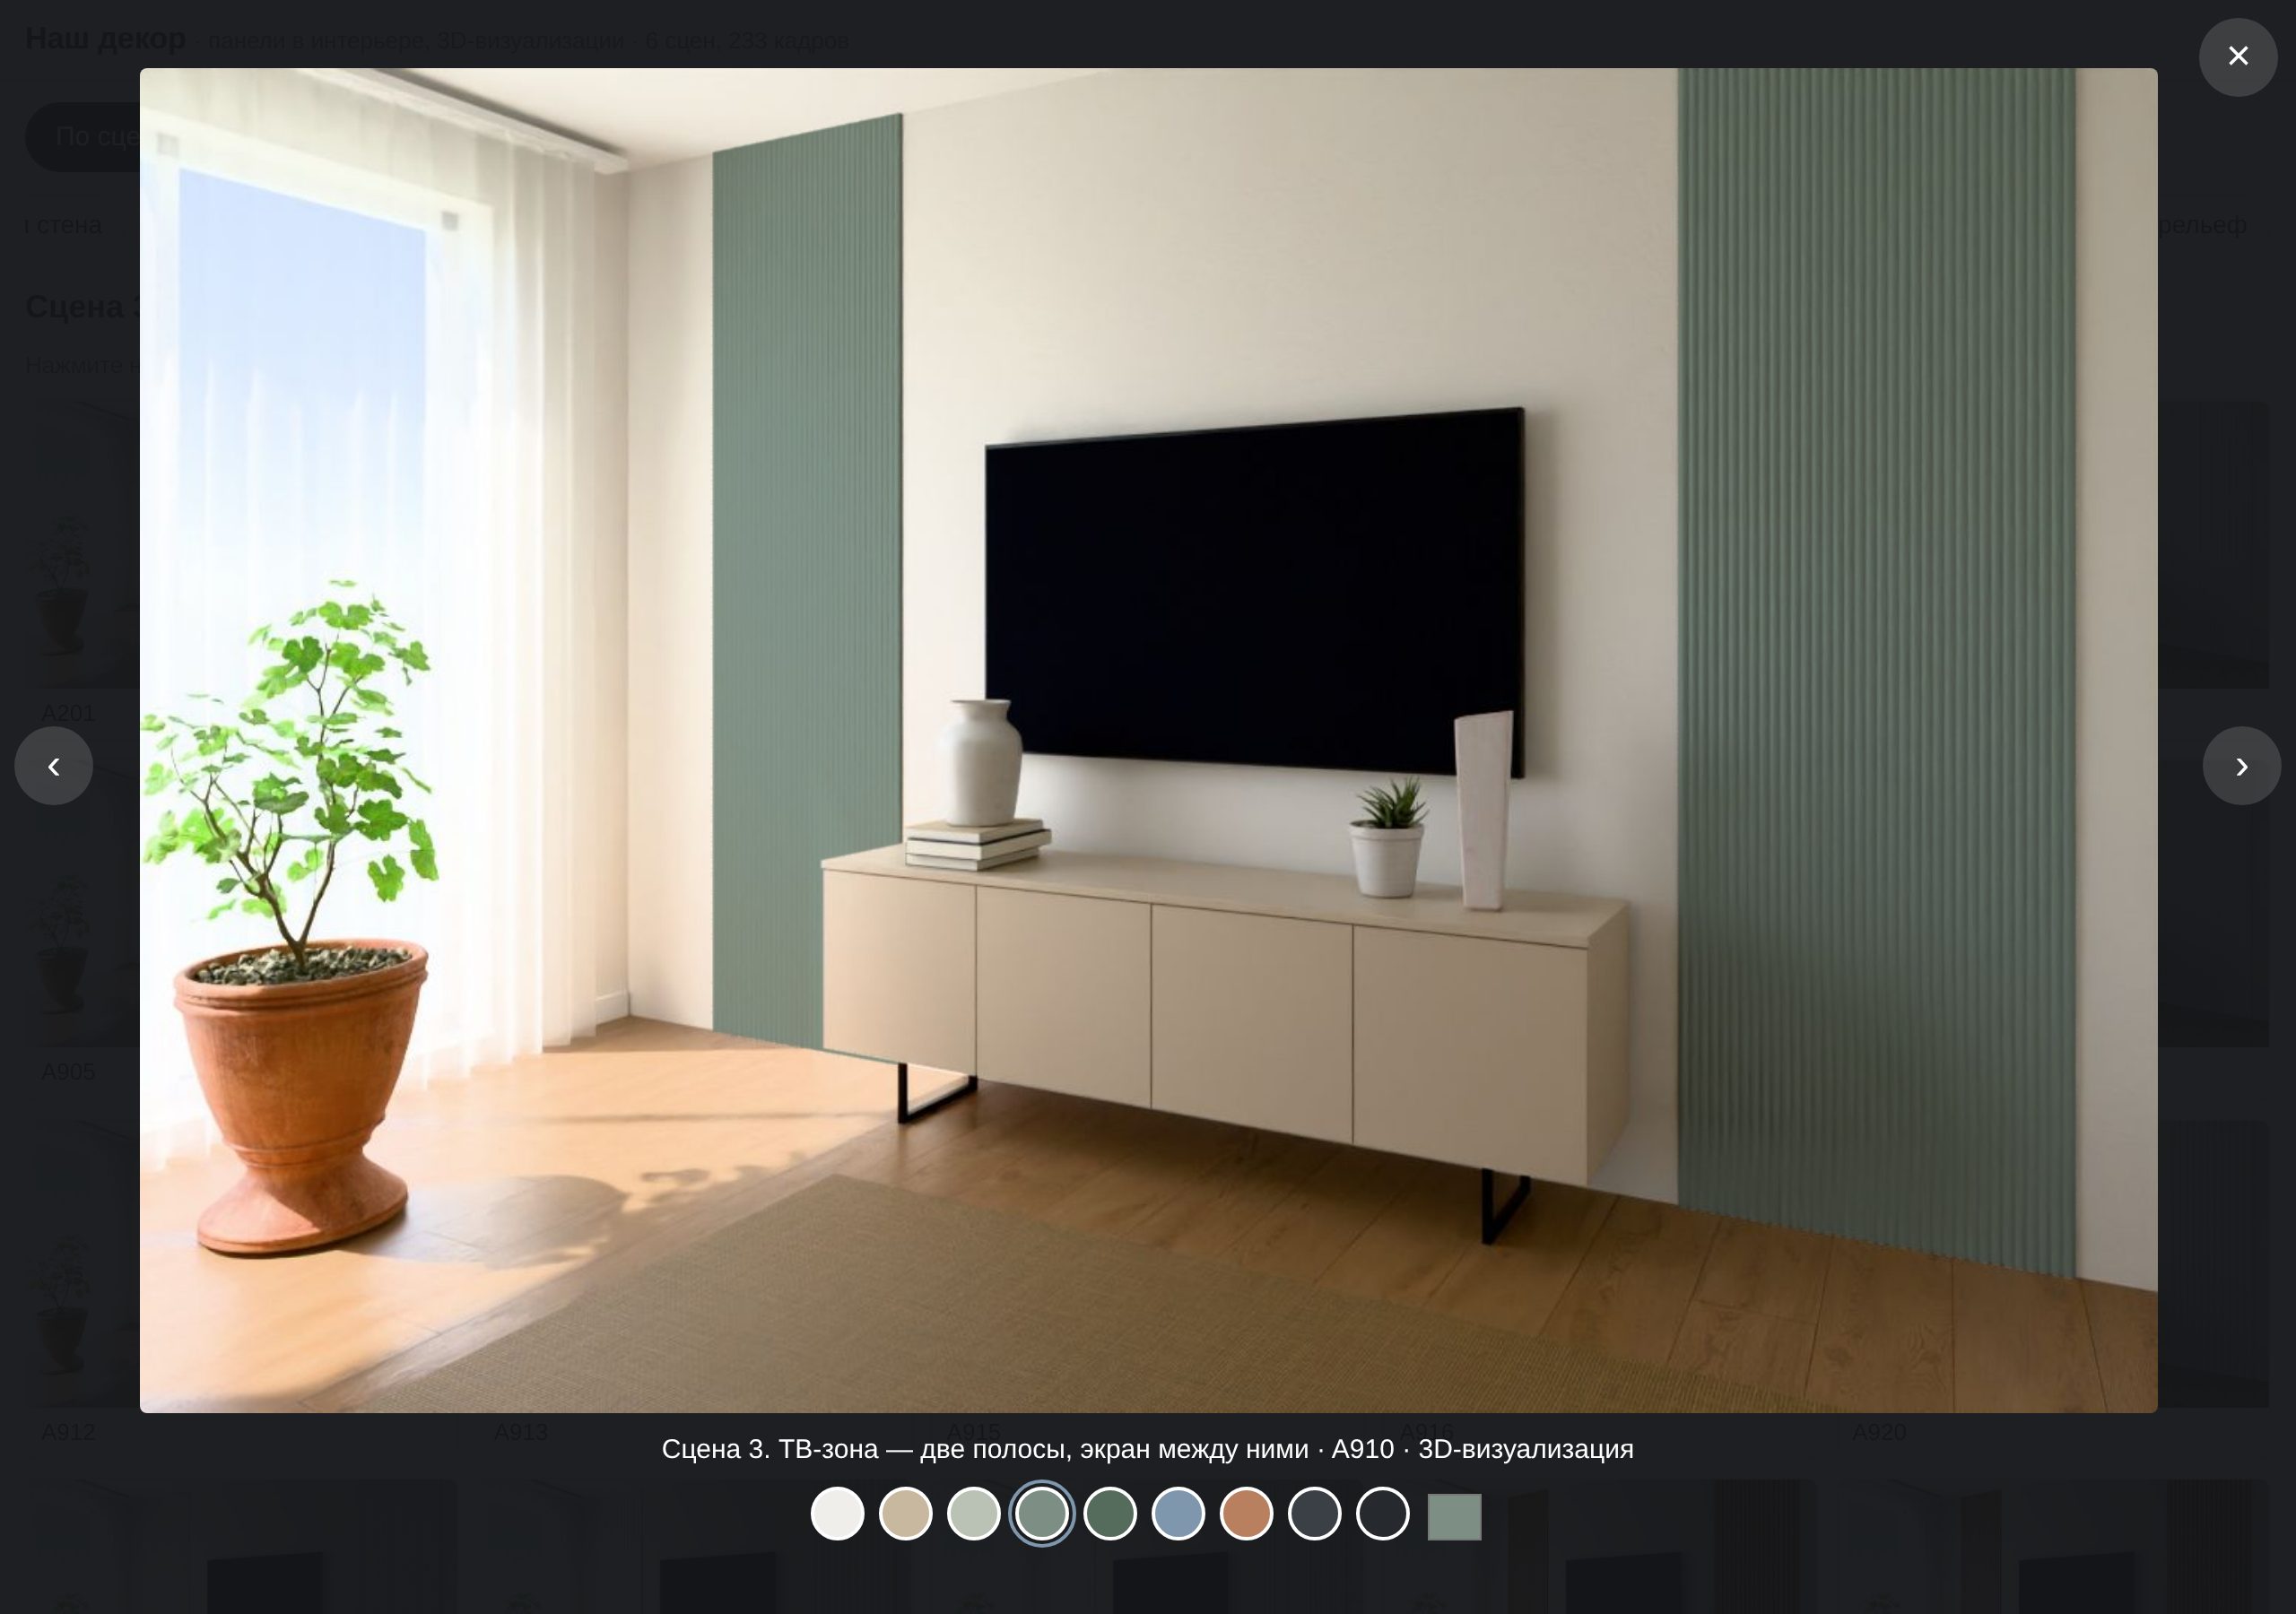 Наш декор · панели в интерьере, 3D-визуализации · 6 сцен, 233 кадров
×
По сце
стена
рельеф
Сцена 3
Нажмите н
A201
‹
›
A905
A912
A913
A915
A916
A920
Сцена 3. ТВ-зона — две полосы, экран между ними · A910 · 3D-визуализация